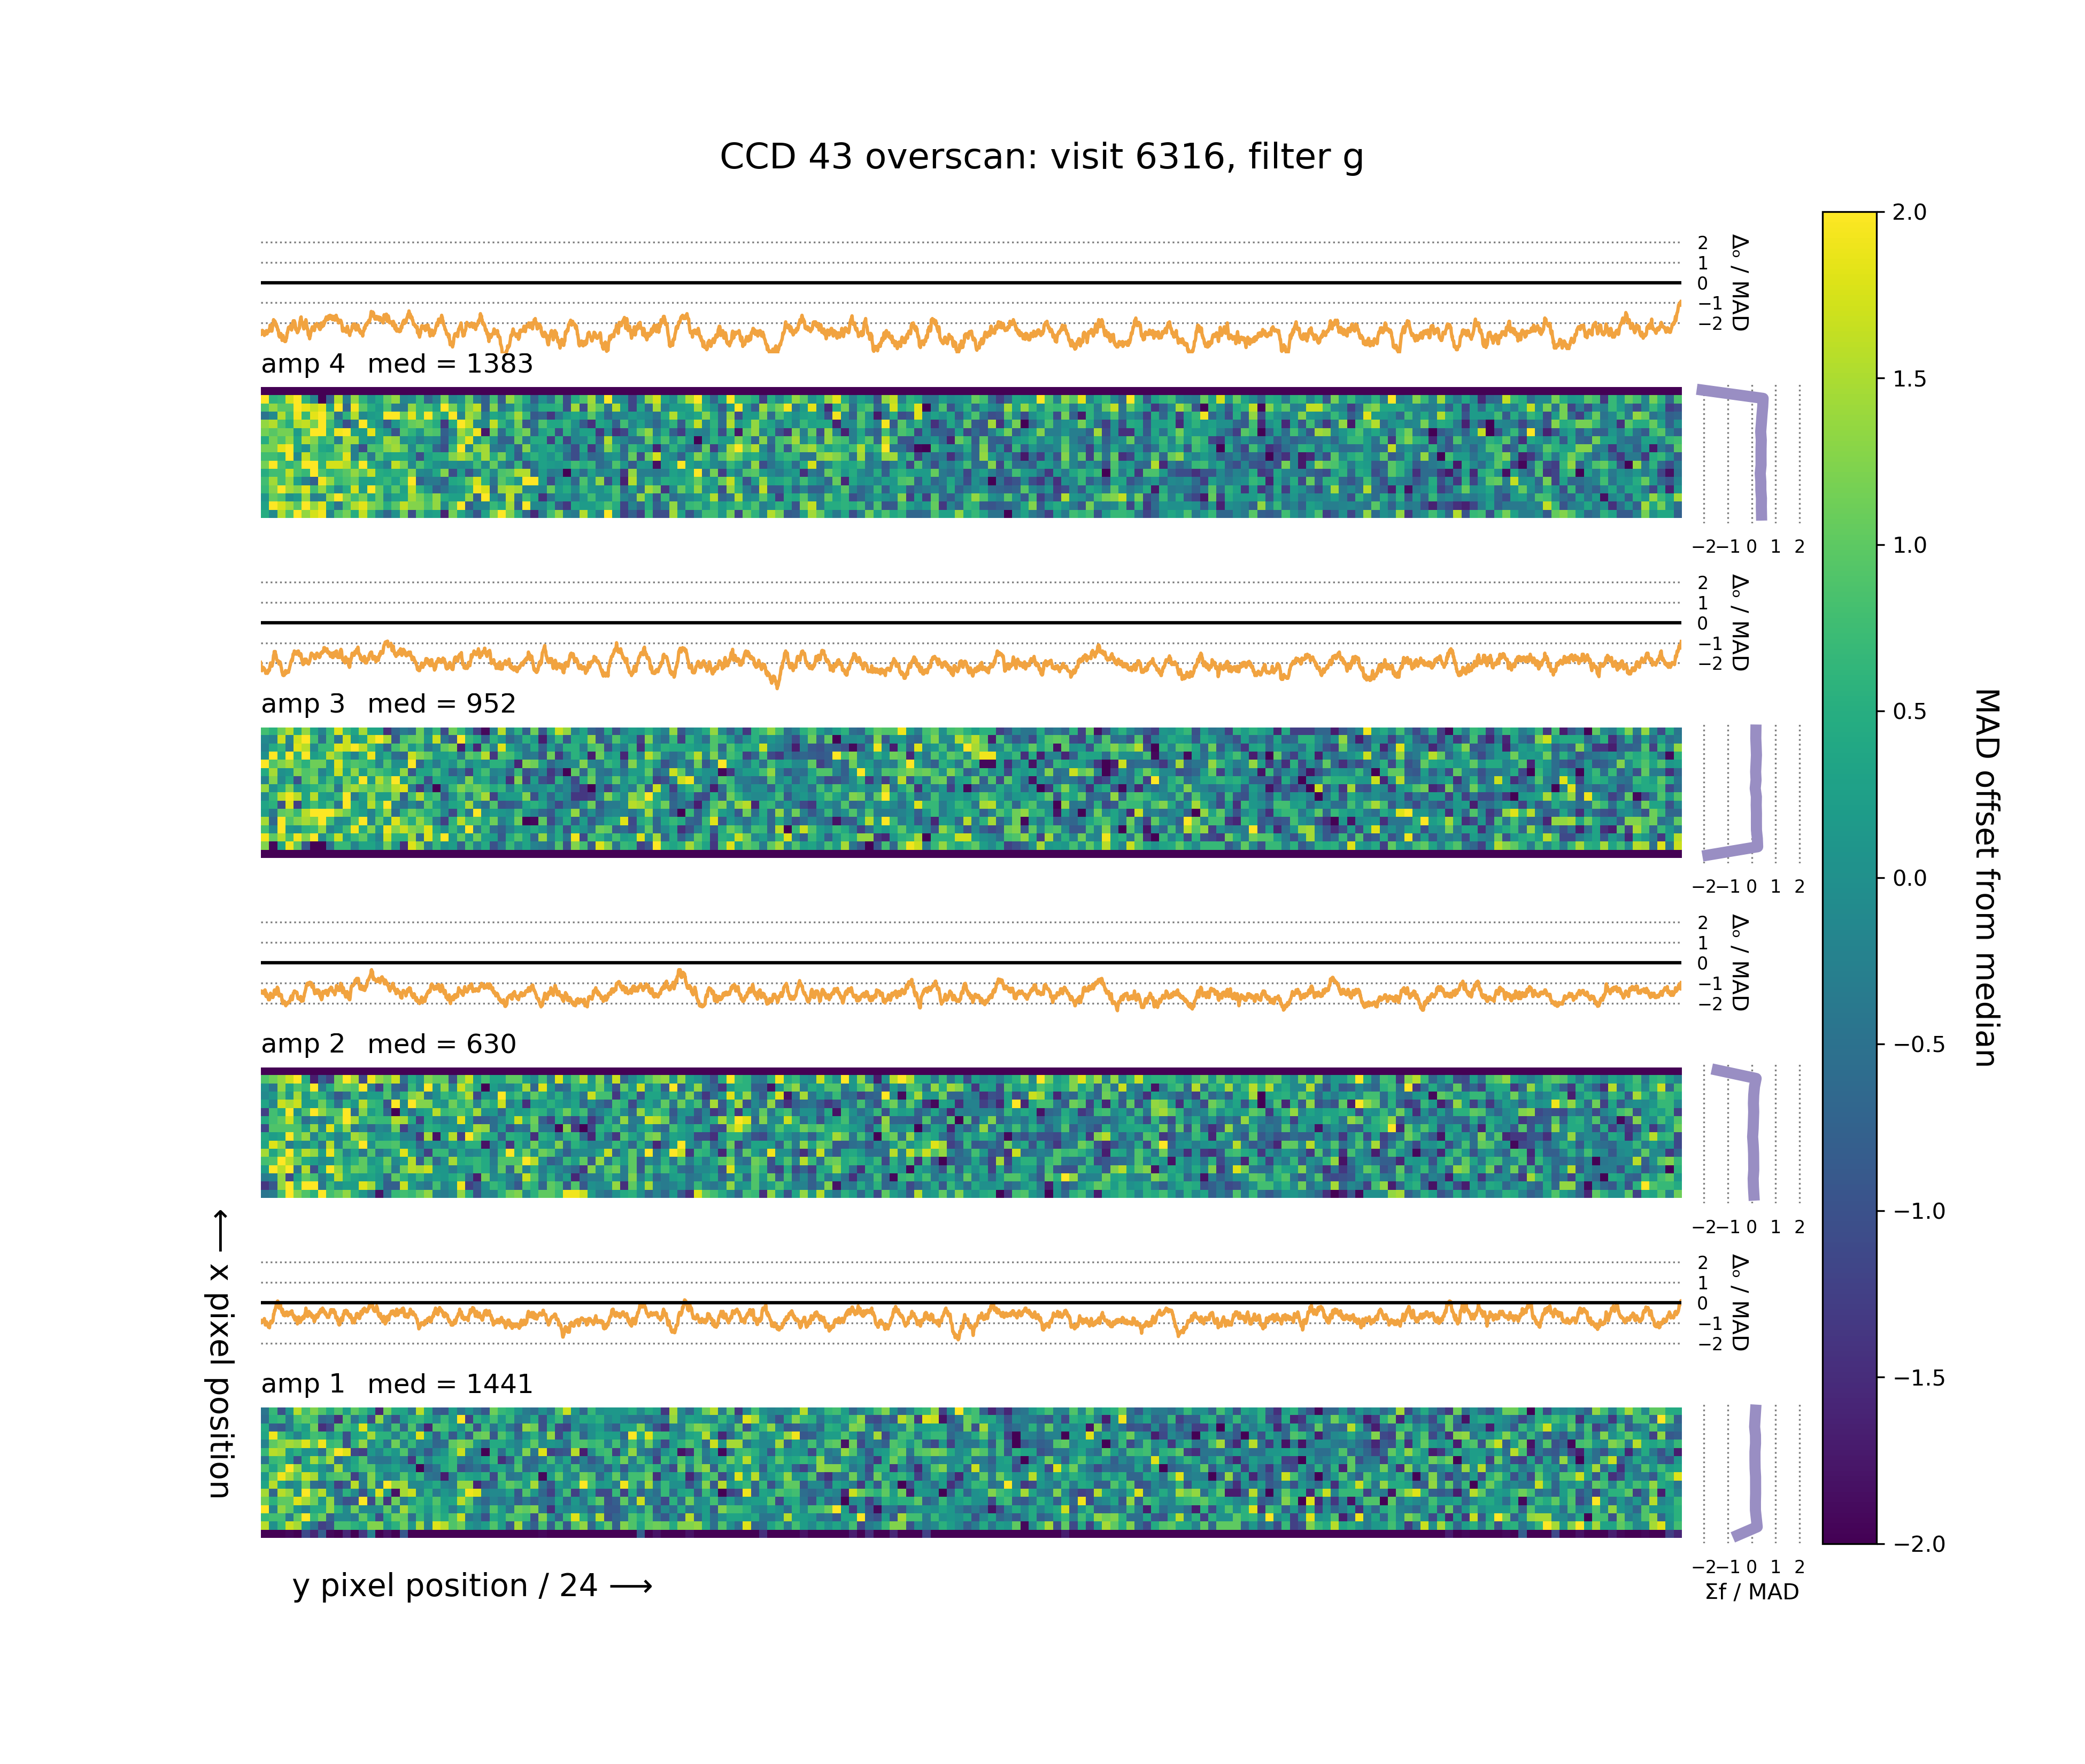 CCD 43 overscan: visit 6316, filter g
2
1
0
−1
−2
Δₒ / MAD
amp 4 med = 1383
−2 −1 0 1 2
2
1
0
−1
−2
Δₒ / MAD
amp 3 med = 952
−2 −1 0 1 2
2
1
0
−1
−2
Δₒ / MAD
amp 2 med = 630
−2 −1 0 1 2
2
1
0
−1
−2
Δₒ / MAD
amp 1 med = 1441
−2 −1 0 1 2
Σf / MAD
⟵ x pixel position
y pixel position / 24 ⟶
2.0
1.5
1.0
0.5
0.0
−0.5
−1.0
−1.5
−2.0
MAD offset from median